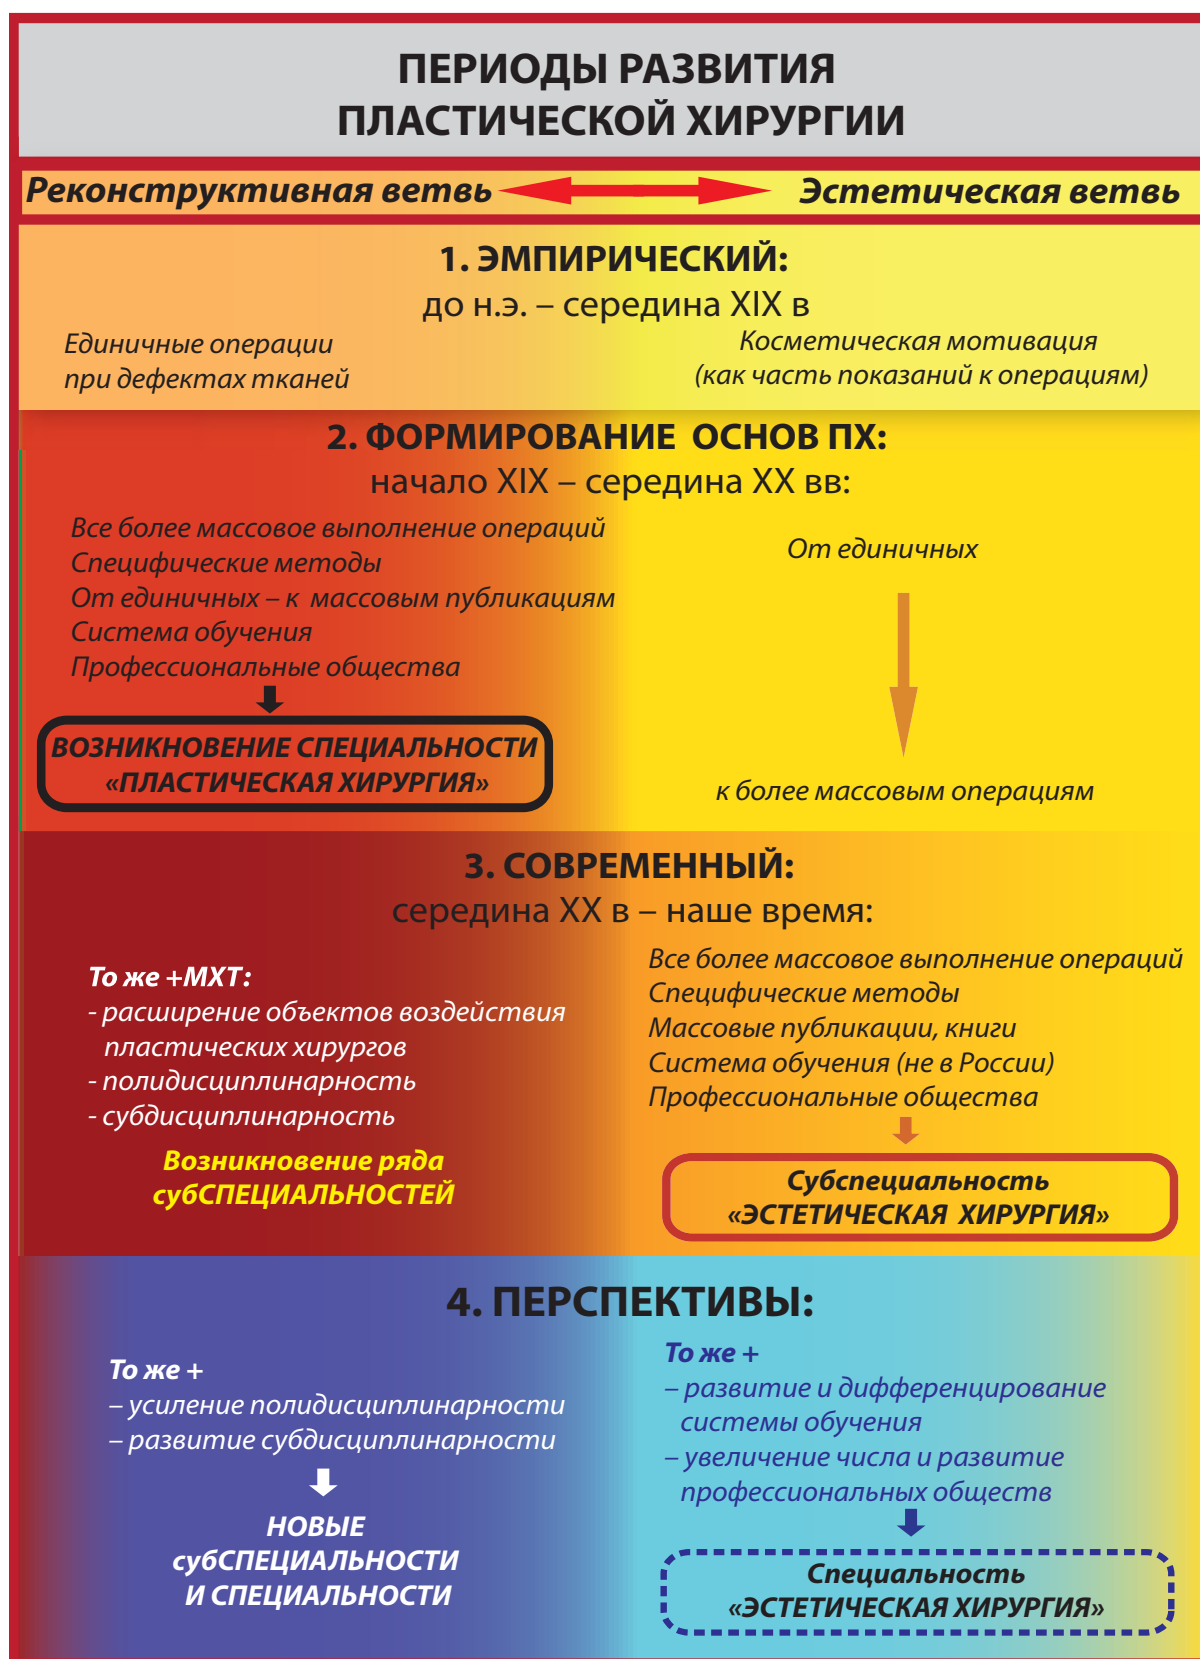 ПЕРИОДЫ РАЗВИТИЯ
ПЛАСТИЧЕСКОЙ ХИРУРГИИ
Реконструктивная ветвь
Эстетическая ветвь
1. ЭМПИРИЧЕСКИЙ:
до н.э. – середина XIX в
Единичные операции
при дефектах тканей
Косметическая мотивация
(как часть показаний к операциям)
2. ФОРМИРОВАНИЕ ОСНОВ ПХ:
начало XIX – середина XX вв:
Все более массовое выполнение операций
Специфические методы
От единичных – к массовым публикациям
Система обучения
Профессиональные общества
ВОЗНИКНОВЕНИЕ СПЕЦИАЛЬНОСТИ
«ПЛАСТИЧЕСКАЯ ХИРУРГИЯ»
От единичных
к более массовым операциям
3. СОВРЕМЕННЫЙ:
середина XX в – наше время:
То же +МХТ:
- расширение объектов воздействия
пластических хирургов
- полидисциплинарность
- субдисциплинарность
Возникновение ряда
субСПЕЦИАЛЬНОСТЕЙ
Все более массовое выполнение операций
Специфические методы
Массовые публикации, книги
Система обучения (не в России)
Профессиональные общества
Субспециальность
«ЭСТЕТИЧЕСКАЯ ХИРУРГИЯ»
4. ПЕРСПЕКТИВЫ:
То же +
– усиление полидисциплинарности
– развитие субдисциплинарности
НОВЫЕ
субСПЕЦИАЛЬНОСТИ
И СПЕЦИАЛЬНОСТИ
То же +
– развитие и дифференцирование
системы обучения
– увеличение числа и развитие
профессиональных обществ
Специальность
«ЭСТЕТИЧЕСКАЯ ХИРУРГИЯ»